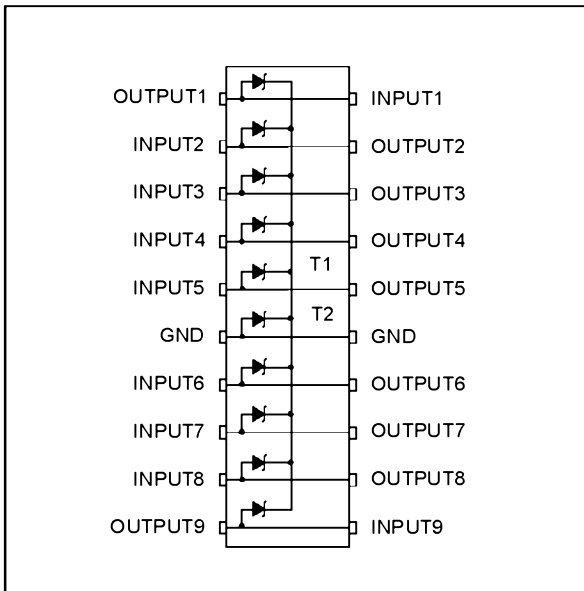 OUTPUT1 INPUT1
INPUT2 OUTPUT2
INPUT3 OUTPUT3
INPUT4 OUTPUT4
T1
INPUT5 OUTPUT5
T2
GND GND
INPUT6 OUTPUT6
INPUT7 OUTPUT7
INPUT8 OUTPUT8
OUTPUT9 INPUT9